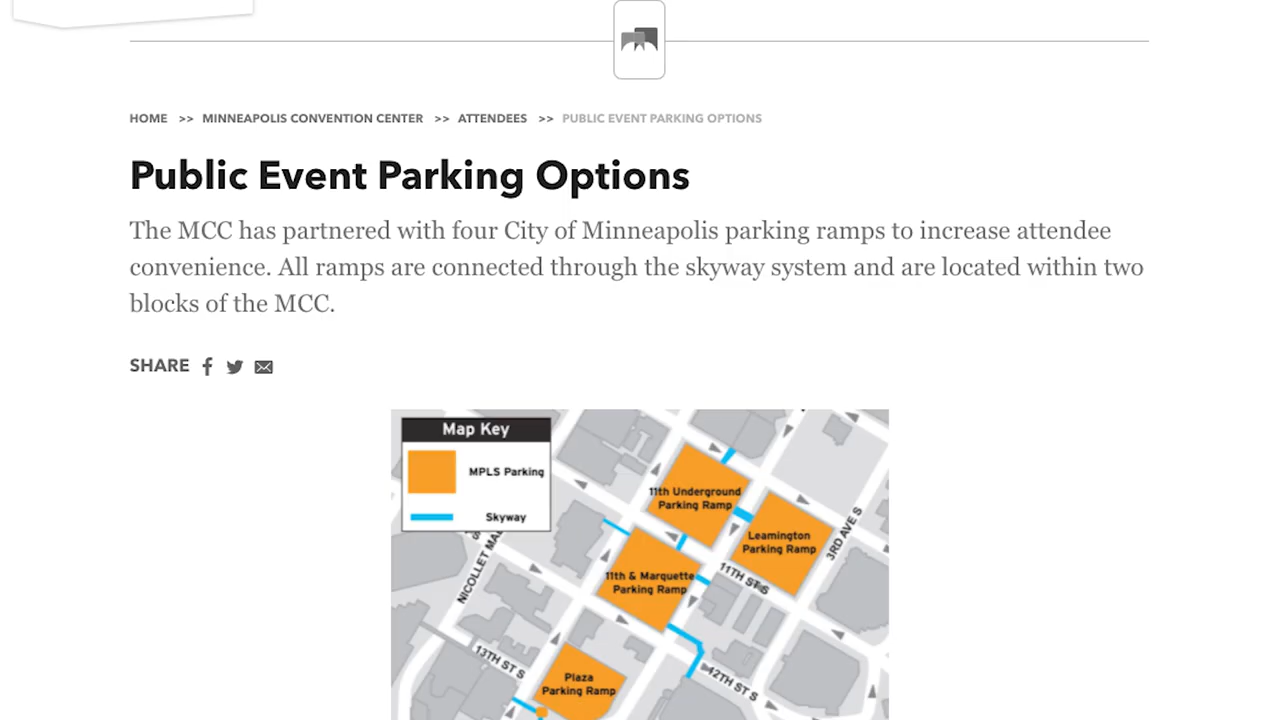 HOME >> MINNEAPOLIS CONVENTION CENTER >> ATTENDEES >> PUBLIC EVENT PARKING OPTIONS
Public Event Parking Options
The MCC has partnered with four City of Minneapolis parking ramps to increase attendee
convenience. All ramps are connected through the skyway system and are located within two
blocks of the MCC.
SHARE
Map Key
MPLS Parking
Skyway
11th Underground
Parking Ramp
Leamington
Parking Ramp
3RD AVE S
11th & Marquette
Parking Ramp
11TH ST S
NICOLLET
13TH ST S
Plaza
Parking Ramp
12TH ST S